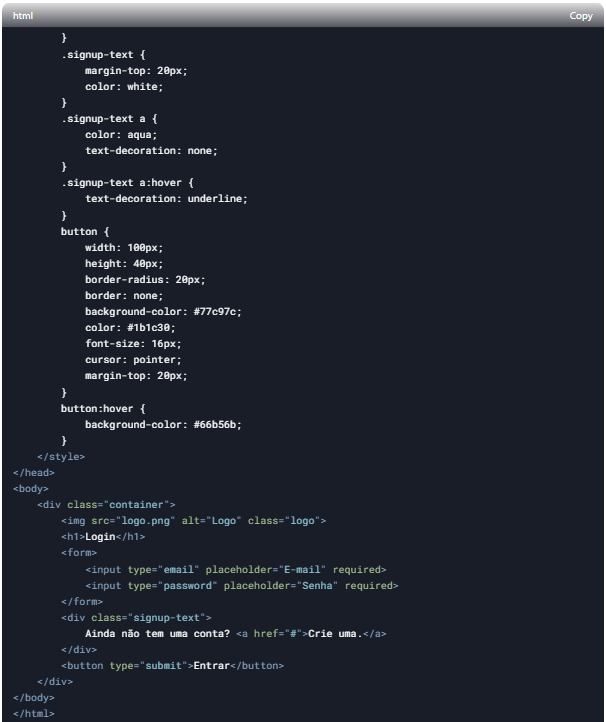 html
Copy
}
.signup-text {
margin-top: 20px;
color: white;
}
.signup-text a {
color: aqua;
text-decoration: none;
}
.signup-text a:hover {
text-decoration: underline;
}
button {
width: 100px;
height: 40px;
border-radius: 20px;
border: none;
background-color: #77c97c;
color: #1b1c30;
font-size: 16px;
cursor: pointer;
margin-top: 20px;
}
button:hover {
background-color: #66b56b;
}
</style>
</head>
<body>
<div class="container">
<img src="logo.png" alt="Logo" class="logo">
<h1>Login</h1>
<form>
<input type="email" placeholder="E-mail" required>
<input type="password" placeholder="Senha" required>
</form>
<div class="signup-text">
Ainda não tem uma conta? <a href="#">Crie uma.</a>
</div>
<button type="submit">Entrar</button>
</div>
</body>
</html>